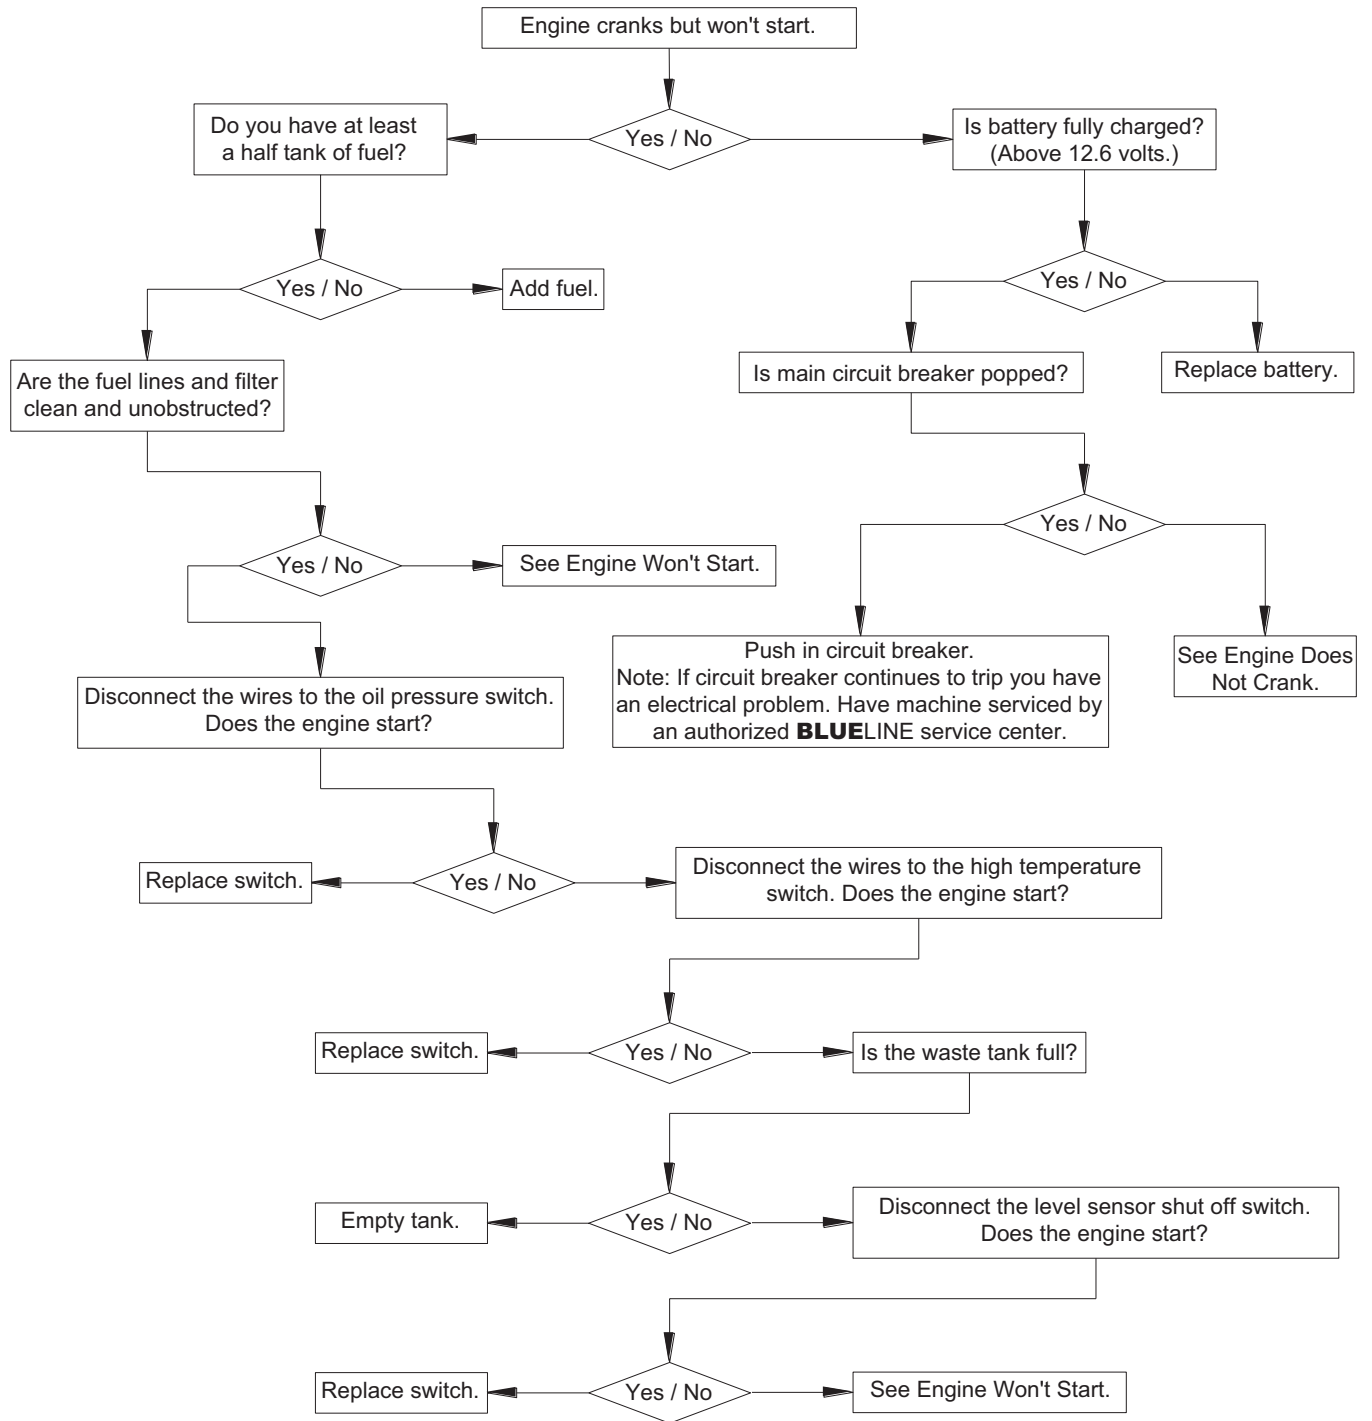 Engine cranks but won't start.
Do you have at least
a half tank of fuel?
Yes / No
Is battery fully charged?
(Above 12.6 volts.)
Yes / No
Add fuel.
Yes / No
Are the fuel lines and filter
clean and unobstructed?
Is main circuit breaker popped?
Replace battery.
Yes / No
See Engine Won't Start.
Yes / No
Push in circuit breaker.
Note: If circuit breaker continues to trip you have
an electrical problem. Have machine serviced by
an authorized BLUELINE service center.
See Engine Does
Not Crank.
Disconnect the wires to the oil pressure switch.
Does the engine start?
Replace switch.
Yes / No
Disconnect the wires to the high temperature
switch. Does the engine start?
Replace switch.
Yes / No
Is the waste tank full?
Empty tank.
Yes / No
Disconnect the level sensor shut off switch.
Does the engine start?
Replace switch.
Yes / No
See Engine Won't Start.